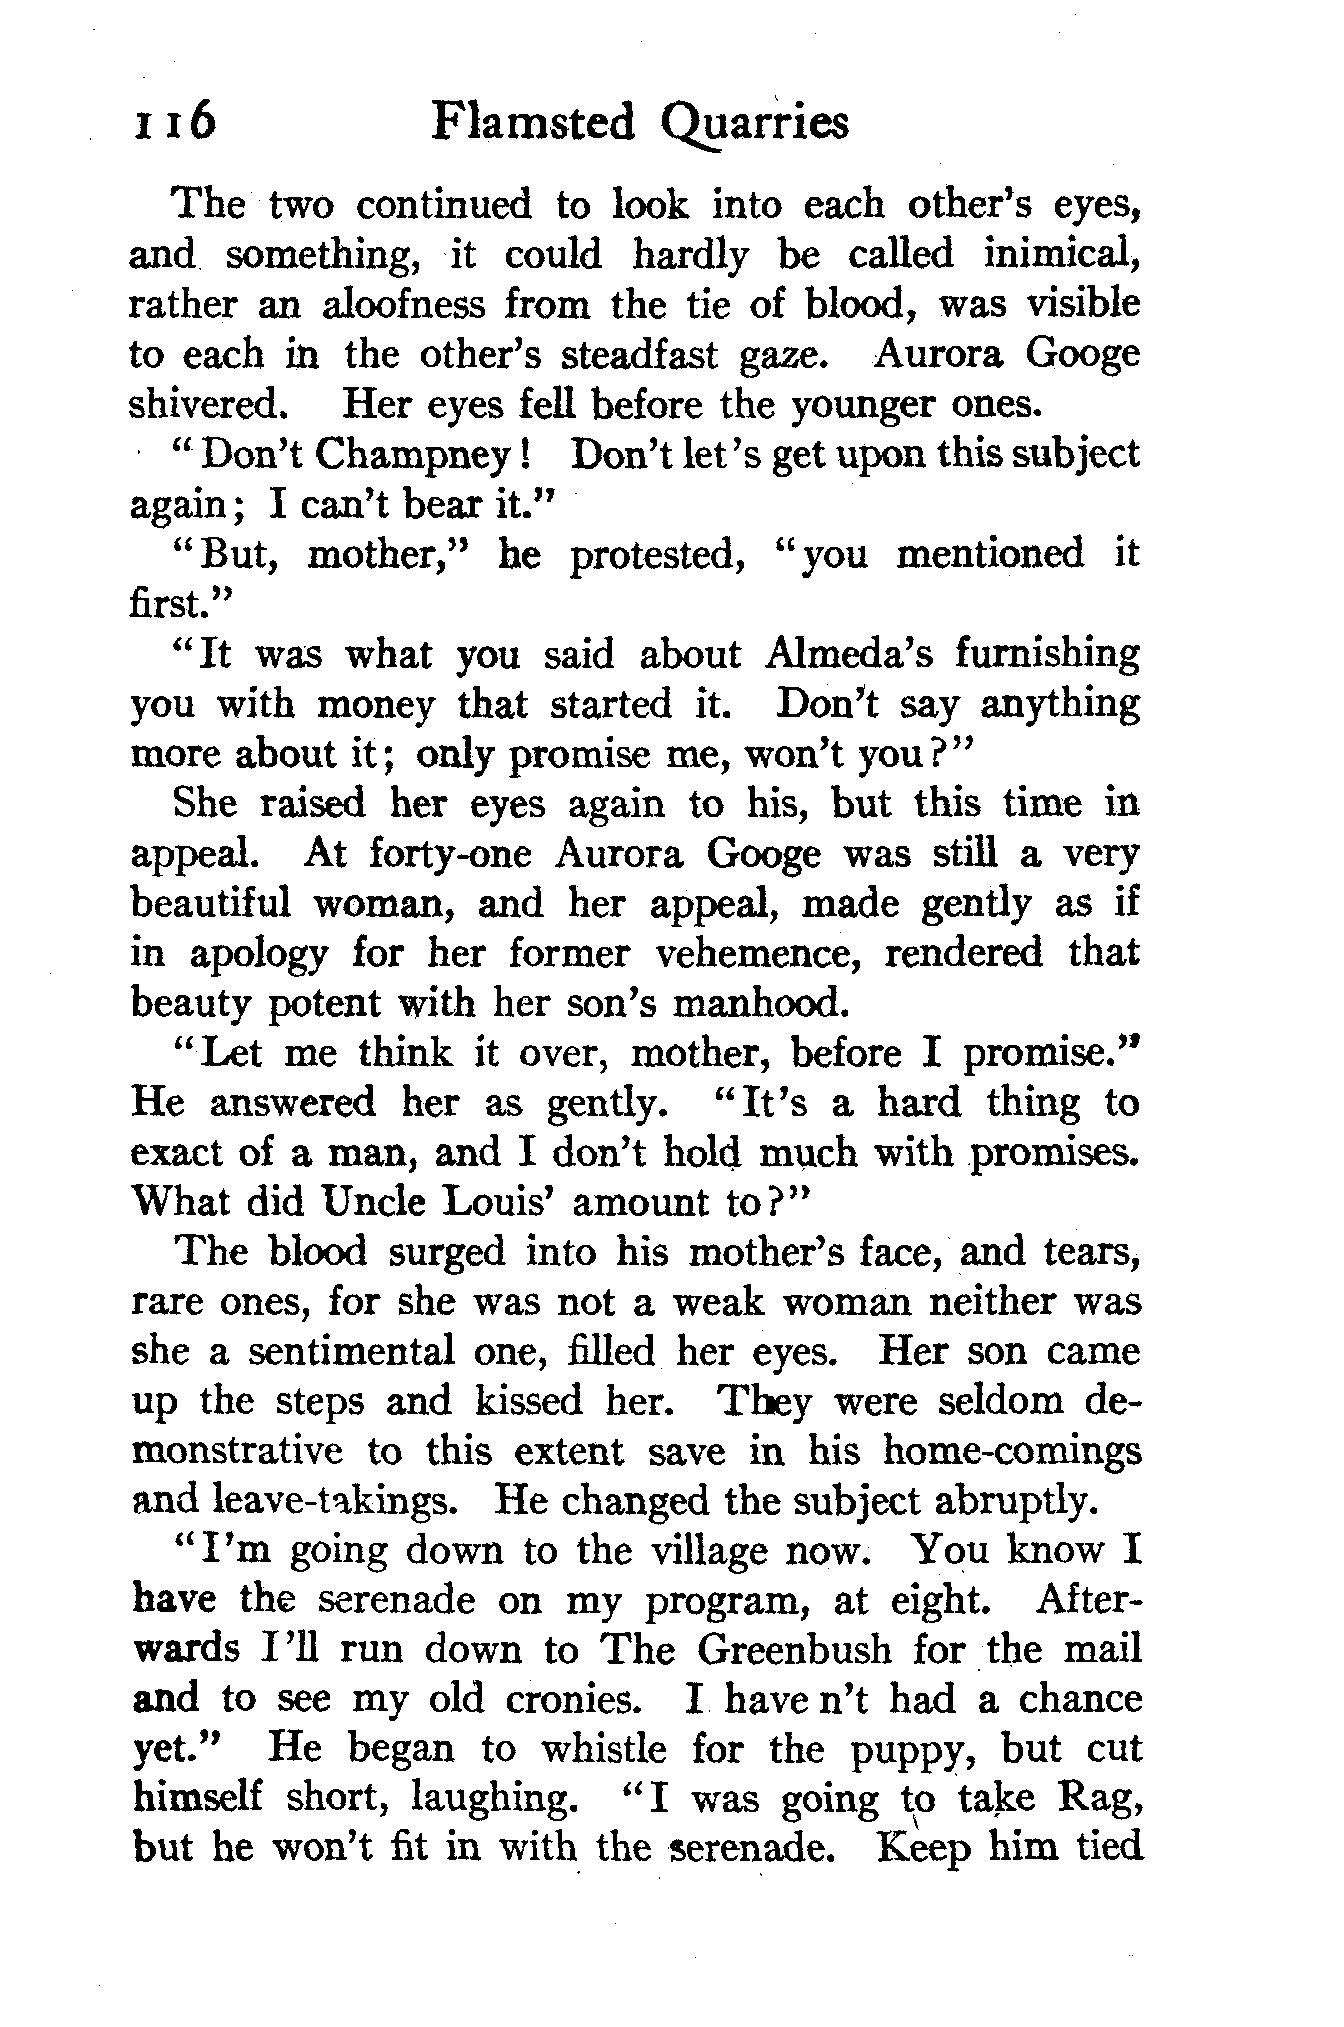 116 Flamsted Quarries
The two continued to look into each other's eyes,
and something, it could hardly be called inimical,
rather an aloofness from the tie of blood, was visible
to each in the other's steadfast gaze. Aurora Googe
shivered. Her eyes fell before the younger ones.
"Don't Champney! Don't let's get upon this subject
again; I can't bear it."
"But, mother," he protested, "you mentioned it
first."
"It was what you said about Almeda's furnishing
you with money that started it. Don't say anything
more about it; only promise me, won't you?"
She raised her eyes again to his, but this time in
appeal. At forty-one Aurora Googe was still a very
beautiful woman, and her appeal, made gently as if
in apology for her former vehemence, rendered that
beauty potent with her son's manhood.
"Let me think it over, mother, before I promise."
He answered her as gently. "It's a hard thing to
exact of a man, and I don't hold much with promises.
What did Uncle Louis' amount to?"
The blood surged into his mother's face, and tears,
rare ones, for she was not a weak woman neither was
she a sentimental one, filled her eyes. Her son came
up the steps and kissed her. They were seldom de-
monstrative to this extent save in his home-comings
and leave-takings. He changed the subject abruptly.
"I'm going down to the village now. You know I
have the serenade on my program, at eight. After-
wards I'll run down to The Greenbush for the mail
and to see my old cronies. I have n't had a chance
yet." He began to whistle for the puppy, but cut
himself short, laughing. "I was going to take Rag,
but he won't fit in with the serenade. Keep him tied